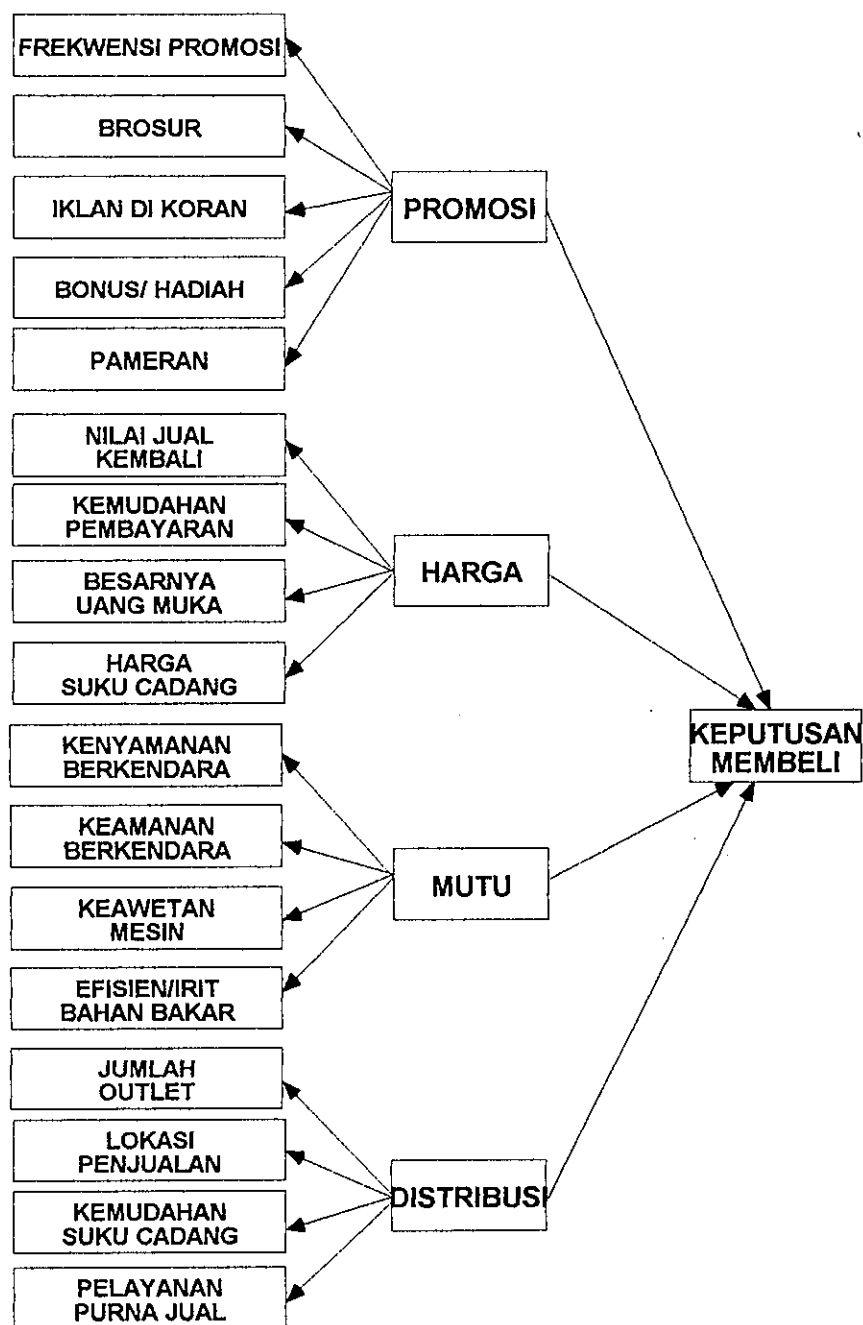 FREKWENSI PROMOSI
BROSUR
IKLAN DI KORAN
BONUS/ HADIAH
PAMERAN
PROMOSI
NILAI JUAL
KEMBALI
KEMUDAHAN
PEMBAYARAN
BESARNYA
UANG MUKA
HARGA
SUKU CADANG
HARGA
KENYAMANAN
BERKENDARA
KEAMANAN
BERKENDARA
KEAWETAN
MESIN
EFISIEN/IRIT
BAHAN BAKAR
MUTU
JUMLAH
OUTLET
LOKASI
PENJUALAN
KEMUDAHAN
SUKU CADANG
PELAYANAN
PURNA JUAL
DISTRIBUSI
KEPUTUSAN
MEMBELI